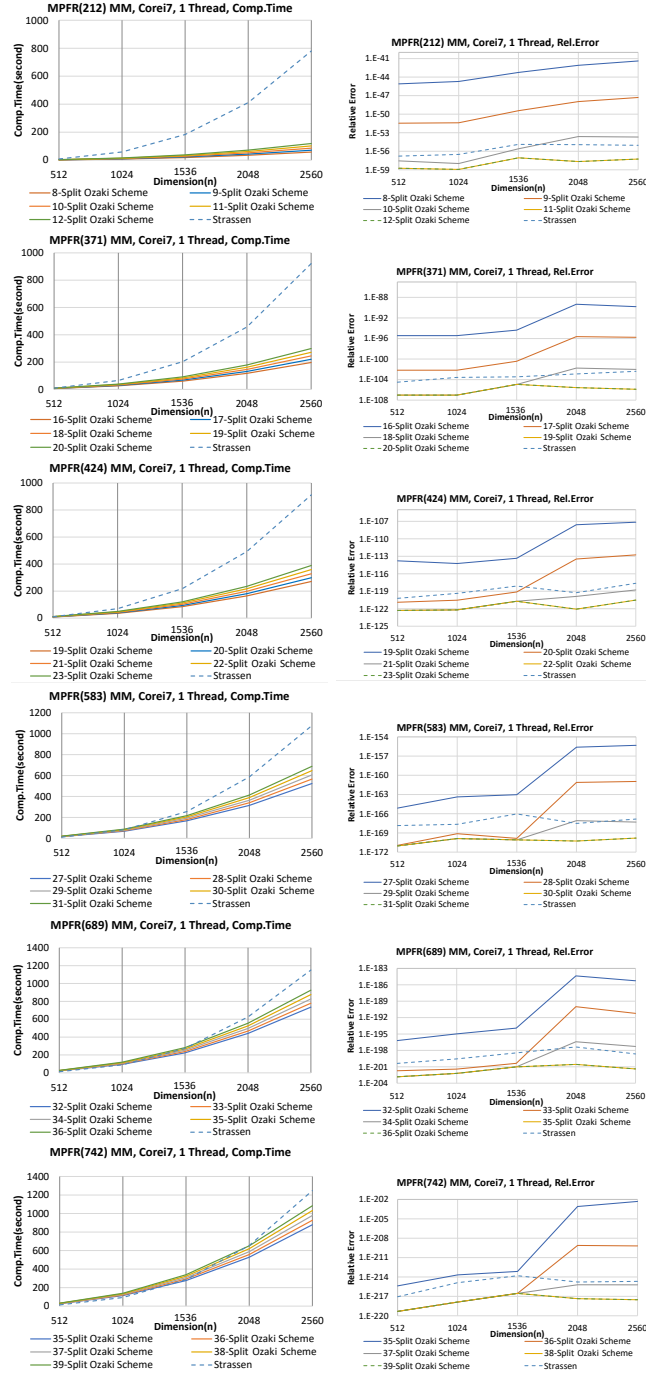 MPFR(212) MM, Corei7, 1 Thread, Comp.Time
Comp.Time(second)
1000
800
600
400
200
0
512 1024 1536 2048 2560
Dimension(n)
8-Split Ozaki Scheme 9-Split Ozaki Scheme
10-Split Ozaki Scheme 11-Split Ozaki Scheme
12-Split Ozaki Scheme Strassen
MPFR(212) MM, Corei7, 1 Thread, Rel.Error
Relative Error
1.E-41
1.E-44
1.E-47
1.E-50
1.E-53
1.E-56
1.E-59
512 1024 1536 2048 2560
Dimension(n)
8-Split Ozaki Scheme 9-Split Ozaki Scheme
10-Split Ozaki Scheme 11-Split Ozaki Scheme
12-Split Ozaki Scheme Strassen
MPFR(371) MM, Corei7, 1 Thread, Comp.Time
Comp.Time(second)
1000
800
600
400
200
0
512 1024 1536 2048 2560
Dimension(n)
16-Split Ozaki Scheme 17-Split Ozaki Scheme
18-Split Ozaki Scheme 19-Split Ozaki Scheme
20-Split Ozaki Scheme Strassen
MPFR(371) MM, Corei7, 1 Thread, Rel.Error
Relative Error
1.E-88
1.E-92
1.E-96
1.E-100
1.E-104
1.E-108
512 1024 1536 2048 2560
Dimension(n)
16-Split Ozaki Scheme 17-Split Ozaki Scheme
18-Split Ozaki Scheme 19-Split Ozaki Scheme
20-Split Ozaki Scheme Strassen
MPFR(424) MM, Corei7, 1 Thread, Comp.Time
Comp.Time(second)
1000
800
600
400
200
0
512 1024 1536 2048 2560
Dimension(n)
19-Split Ozaki Scheme 20-Split Ozaki Scheme
21-Split Ozaki Scheme 22-Split Ozaki Scheme
23-Split Ozaki Scheme Strassen
MPFR(424) MM, Corei7, 1 Thread, Rel.Error
Relative Error
1.E-107
1.E-110
1.E-113
1.E-116
1.E-119
1.E-122
1.E-125
512 1024 1536 2048 2560
Dimension(n)
19-Split Ozaki Scheme 20-Split Ozaki Scheme
21-Split Ozaki Scheme 22-Split Ozaki Scheme
23-Split Ozaki Scheme Strassen
MPFR(583) MM, Corei7, 1 Thread, Comp.Time
Comp.Time(second)
1200
1000
800
600
400
200
0
512 1024 1536 2048 2560
Dimension(n)
27-Split Ozaki Scheme 28-Split Ozaki Scheme
29-Split Ozaki Scheme 30-Split Ozaki Scheme
31-Split Ozaki Scheme Strassen
MPFR(583) MM, Corei7, 1 Thread, Rel.Error
Relative Error
1.E-154
1.E-157
1.E-160
1.E-163
1.E-166
1.E-169
1.E-172
512 1024 1536 2048 2560
Dimension(n)
27-Split Ozaki Scheme 28-Split Ozaki Scheme
29-Split Ozaki Scheme 30-Split Ozaki Scheme
31-Split Ozaki Scheme Strassen
MPFR(689) MM, Corei7, 1 Thread, Comp.Time
Comp.Time(second)
1400
1200
1000
800
600
400
200
0
512 1024 1536 2048 2560
Dimension(n)
32-Split Ozaki Scheme 33-Split Ozaki Scheme
34-Split Ozaki Scheme 35-Split Ozaki Scheme
36-Split Ozaki Scheme Strassen
MPFR(689) MM, Corei7, 1 Thread, Rel.Error
Relative Error
1.E-183
1.E-186
1.E-189
1.E-192
1.E-195
1.E-198
1.E-201
1.E-204
512 1024 1536 2048 2560
Dimension(n)
32-Split Ozaki Scheme 33-Split Ozaki Scheme
34-Split Ozaki Scheme 35-Split Ozaki Scheme
36-Split Ozaki Scheme Strassen
MPFR(742) MM, Corei7, 1 Thread, Comp.Time
Comp.Time(second)
1400
1200
1000
800
600
400
200
0
512 1024 1536 2048 2560
Dimension(n)
35-Split Ozaki Scheme 36-Split Ozaki Scheme
37-Split Ozaki Scheme 38-Split Ozaki Scheme
39-Split Ozaki Scheme Strassen
MPFR(742) MM, Corei7, 1 Thread, Rel.Error
Relative Error
1.E-202
1.E-205
1.E-208
1.E-211
1.E-214
1.E-217
1.E-220
512 1024 1536 2048 2560
Dimension(n)
35-Split Ozaki Scheme 36-Split Ozaki Scheme
37-Split Ozaki Scheme 38-Split Ozaki Scheme
39-Split Ozaki Scheme Strassen